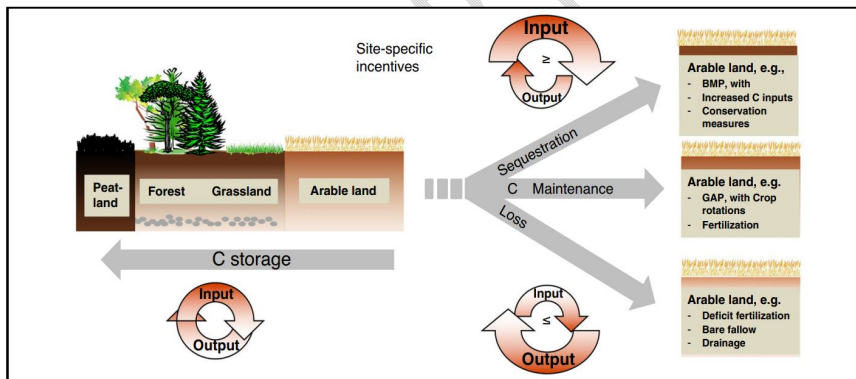 Site-specific
incentives
Input
≥
Output
Peat-
land
Forest
Grassland
Arable land
C storage
Input
Output
Sequestration
C Maintenance
Loss
Input
≤
Output
Arable land, e.g.,
- BMP, with
- Increased C inputs
- Conservation
measures
Arable land, e.g.
- GAP, with Crop
rotations
- Fertilization
Arable land, e.g.
- Deficit fertilization
- Bare fallow
- Drainage